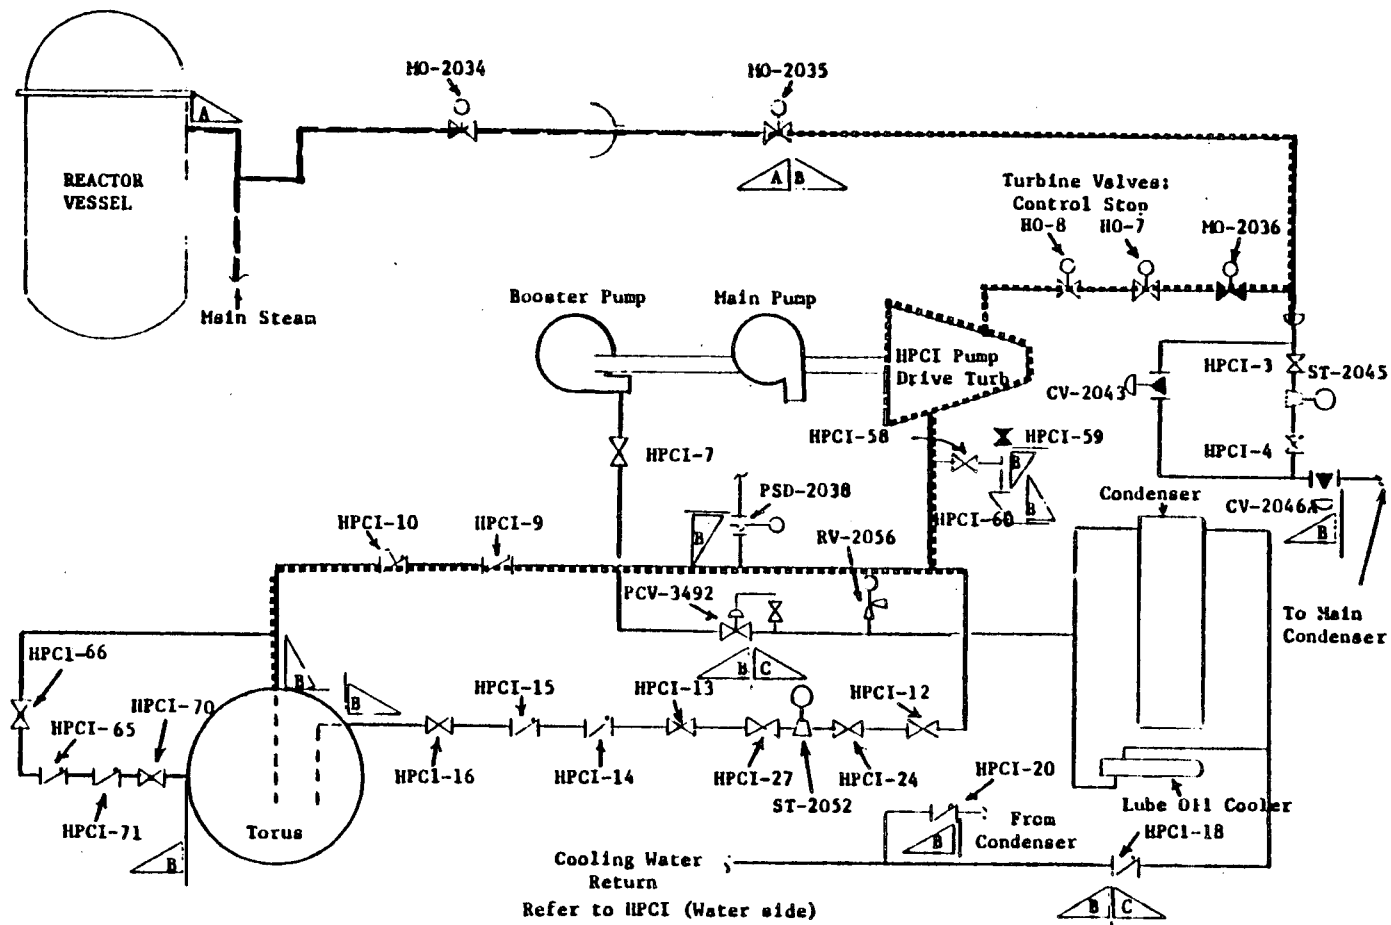 MO-2034
MO-2035
A
REACTOR
VESSEL
A B
Turbine Valves:
Control Stop
HO-8 HO-7 MO-2036
Main Steam
Booster Pump
Main Pump
HPCI Pump
Drive Turb
HPCI-3
ST-2045
CV-2043
HPCI-58
HPCI-59
HPCI-4
HPCI-7
B
PSD-2038
Condenser
CV-2046A
HPCI-10
HPCI-9
B
B
HPCI-60
B
RV-2056
PCV-3492
To Main
Condenser
HPCI-66
B
B
B C
HPCI-15
HPCI-13
HPCI-12
HPCI-70
HPCI-65
HPCI-16
HPCI-14
HPCI-27
HPCI-24
HPCI-20
ST-2052
Lube Oil Cooler
HPCI-71
Torus
From
Condenser
HPCI-18
B
B
Cooling Water
Return
Refer to HPCI (Water side)
B C